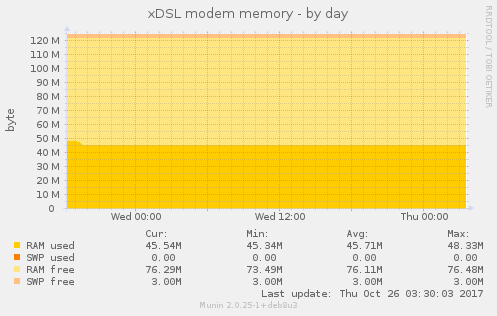 xDSL modem memory - by day
RRDTOOL / TOBI OETIKER
byte
120 M
110 M
100 M
90 M
80 M
70 M
60 M
50 M
40 M
30 M
20 M
10 M
0
Wed 00:00 Wed 12:00 Thu 00:00
Cur: Min: Avg: Max:
RAM used 45.54M 45.34M 45.71M 48.33M
SWP used 0.00 0.00 0.00 0.00
RAM free 76.29M 73.49M 76.11M 76.48M
SWP free 3.00M 3.00M 3.00M 3.00M
Last update: Thu Oct 26 03:30:03 2017
Munin 2.0.25-1+deb8u3